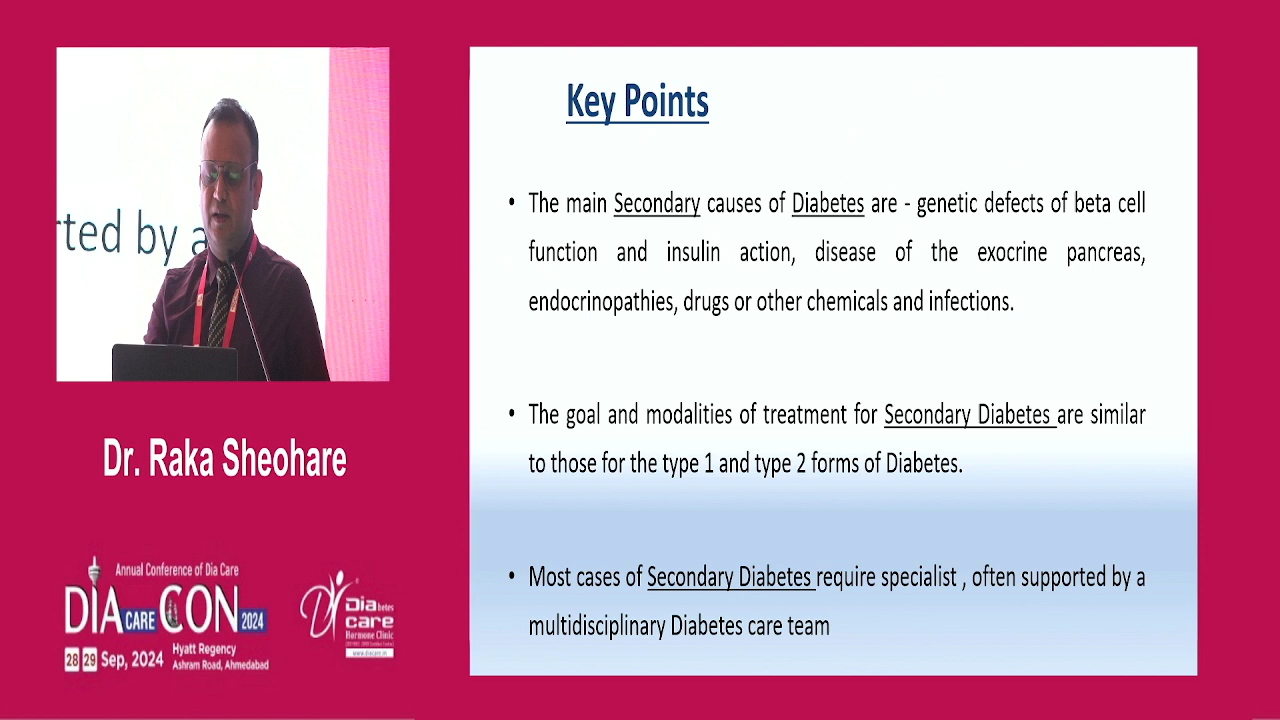 Key Points
• The main Secondary causes of Diabetes are - genetic defects of beta cell
function and insulin action, disease of the exocrine pancreas,
endocrinopathies, drugs or other chemicals and infections.
• The goal and modalities of treatment for Secondary Diabetes are similar
to those for the type 1 and type 2 forms of Diabetes.
• Most cases of Secondary Diabetes require specialist , often supported by a
multidisciplinary Diabetes care team
rted by a
Dr. Raka Sheohare
Annual Conference of Dia Care
DIA CARE CON 2024
28 29 Sep, 2024
Hyatt Regency
Ashram Road, Ahmedabad
Diabetes
care
Hormone Clinic
www.diacare.in